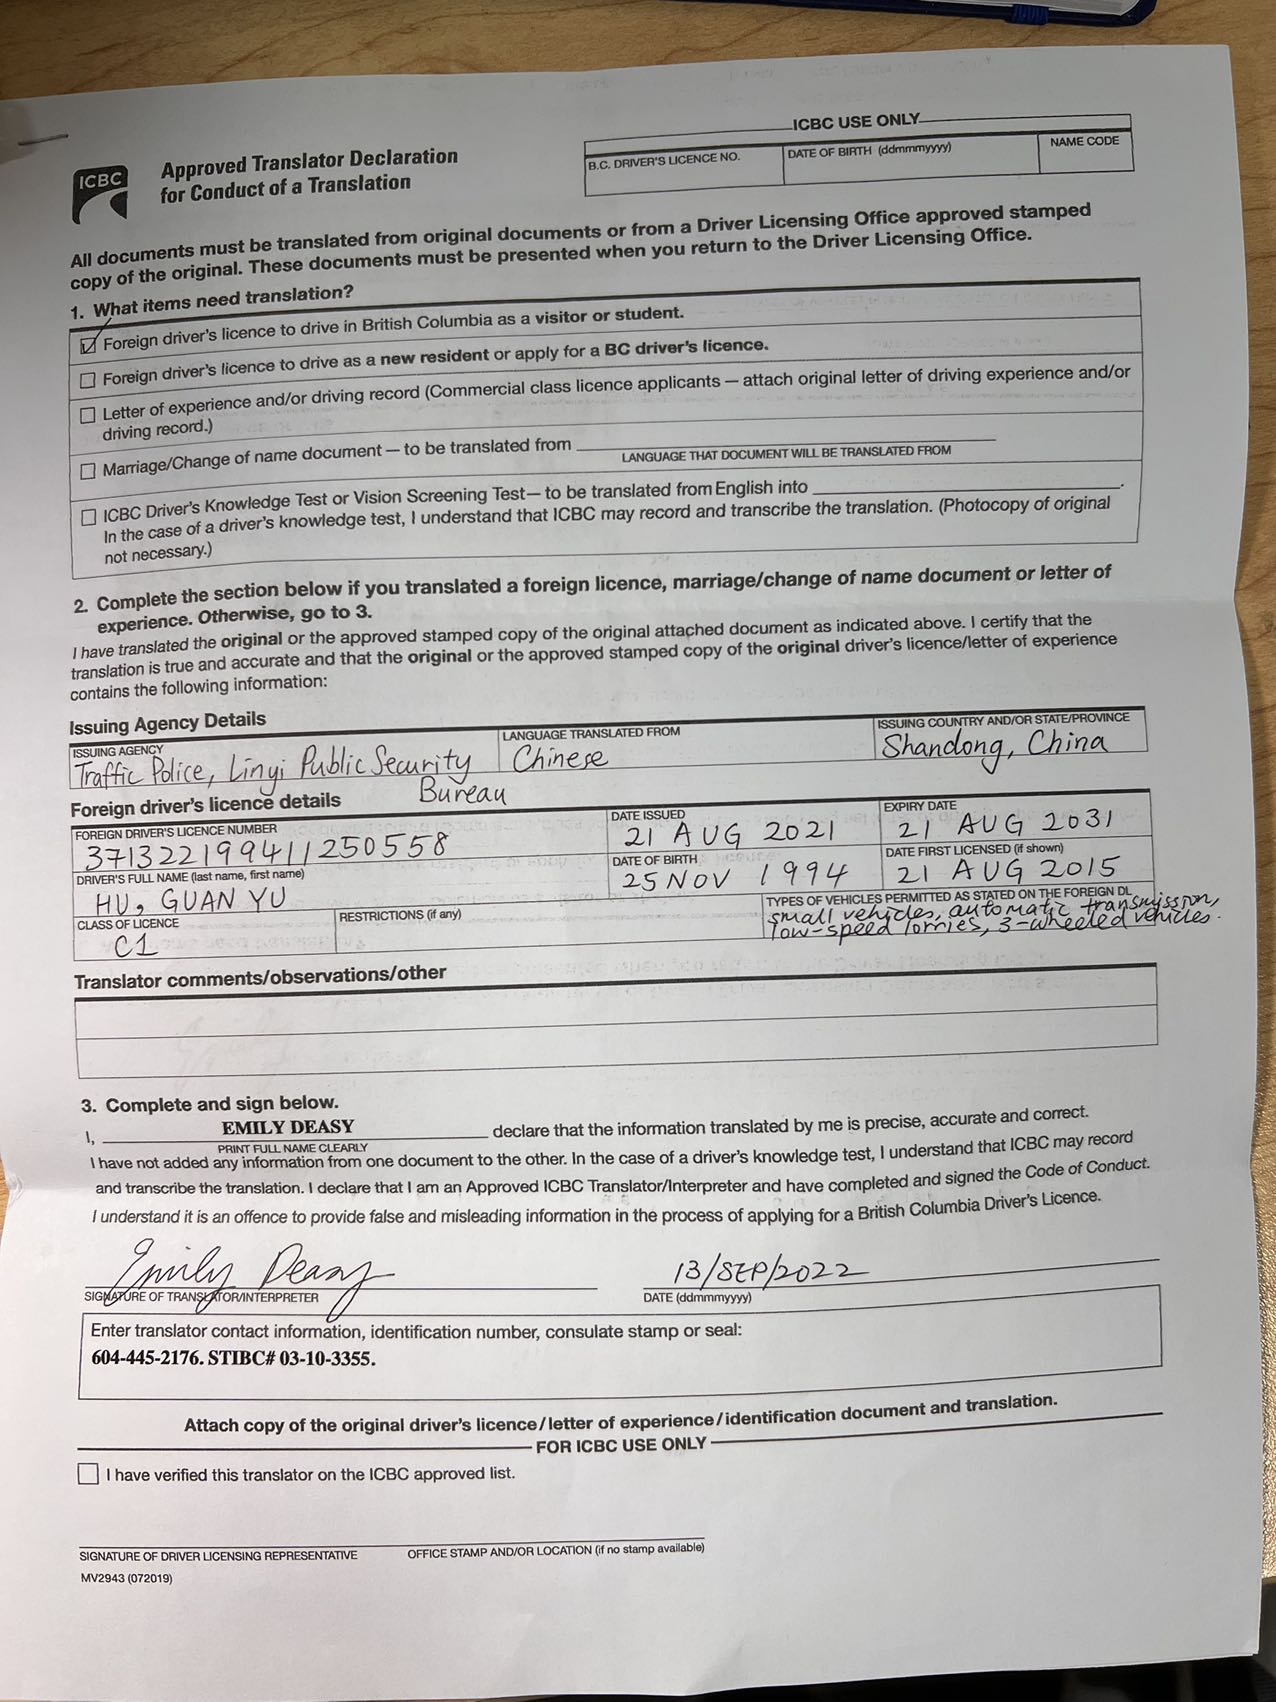 ICBC
Approved Translator Declaration
for Conduct of a Translation
ICBC USE ONLY
B.C. DRIVER'S LICENCE NO.
DATE OF BIRTH (ddmmmyyyy)
NAME CODE
All documents must be translated from original documents or from a Driver Licensing Office approved stamped
copy of the original. These documents must be presented when you return to the Driver Licensing Office.
1. What items need translation?
Foreign driver's licence to drive in British Columbia as a visitor or student.
Foreign driver's licence to drive as a new resident or apply for a BC driver's licence.
Letter of experience and/or driving record (Commercial class licence applicants — attach original letter of driving experience and/or
driving record.)
Marriage/Change of name document — to be translated from
LANGUAGE THAT DOCUMENT WILL BE TRANSLATED FROM
ICBC Driver's Knowledge Test or Vision Screening Test— to be translated from English into .
In the case of a driver's knowledge test, I understand that ICBC may record and transcribe the translation. (Photocopy of original
not necessary.)
2. Complete the section below if you translated a foreign licence, marriage/change of name document or letter of
experience. Otherwise, go to 3.
I have translated the original or the approved stamped copy of the original attached document as indicated above. I certify that the
translation is true and accurate and that the original or the approved stamped copy of the original driver's licence/letter of experience
contains the following information:
Issuing Agency Details
ISSUING AGENCY
Traffic Police, Linyi Public Security
Bureau
LANGUAGE TRANSLATED FROM
Chinese
ISSUING COUNTRY AND/OR STATE/PROVINCE
Shandong, China
Foreign driver's licence details
FOREIGN DRIVER'S LICENCE NUMBER
371322199411250558
DATE ISSUED
21 AUG 2021
EXPIRY DATE
21 AUG 2031
DRIVER'S FULL NAME (last name, first name)
HU, GUAN YU
DATE OF BIRTH
25 NOV 1994
DATE FIRST LICENSED (if shown)
21 AUG 2015
CLASS OF LICENCE
C1
RESTRICTIONS (if any)
TYPES OF VEHICLES PERMITTED AS STATED ON THE FOREIGN DL
small vehicles, automatic transmission,
low-speed lorries, 3-wheeled vehicles.
Translator comments/observations/other
3. Complete and sign below.
I, EMILY DEASY declare that the information translated by me is precise, accurate and correct.
PRINT FULL NAME CLEARLY
I have not added any information from one document to the other. In the case of a driver's knowledge test, I understand that ICBC may record
and transcribe the translation. I declare that I am an Approved ICBC Translator/Interpreter and have completed and signed the Code of Conduct.
I understand it is an offence to provide false and misleading information in the process of applying for a British Columbia Driver's Licence.
Emily Deasy
SIGNATURE OF TRANSLATOR/INTERPRETER
13/SEP/2022
DATE (ddmmmyyyy)
Enter translator contact information, identification number, consulate stamp or seal:
604-445-2176. STIBC# 03-10-3355.
Attach copy of the original driver's licence/letter of experience/identification document and translation.
FOR ICBC USE ONLY
I have verified this translator on the ICBC approved list.
SIGNATURE OF DRIVER LICENSING REPRESENTATIVE
OFFICE STAMP AND/OR LOCATION (if no stamp available)
MV2943 (072019)